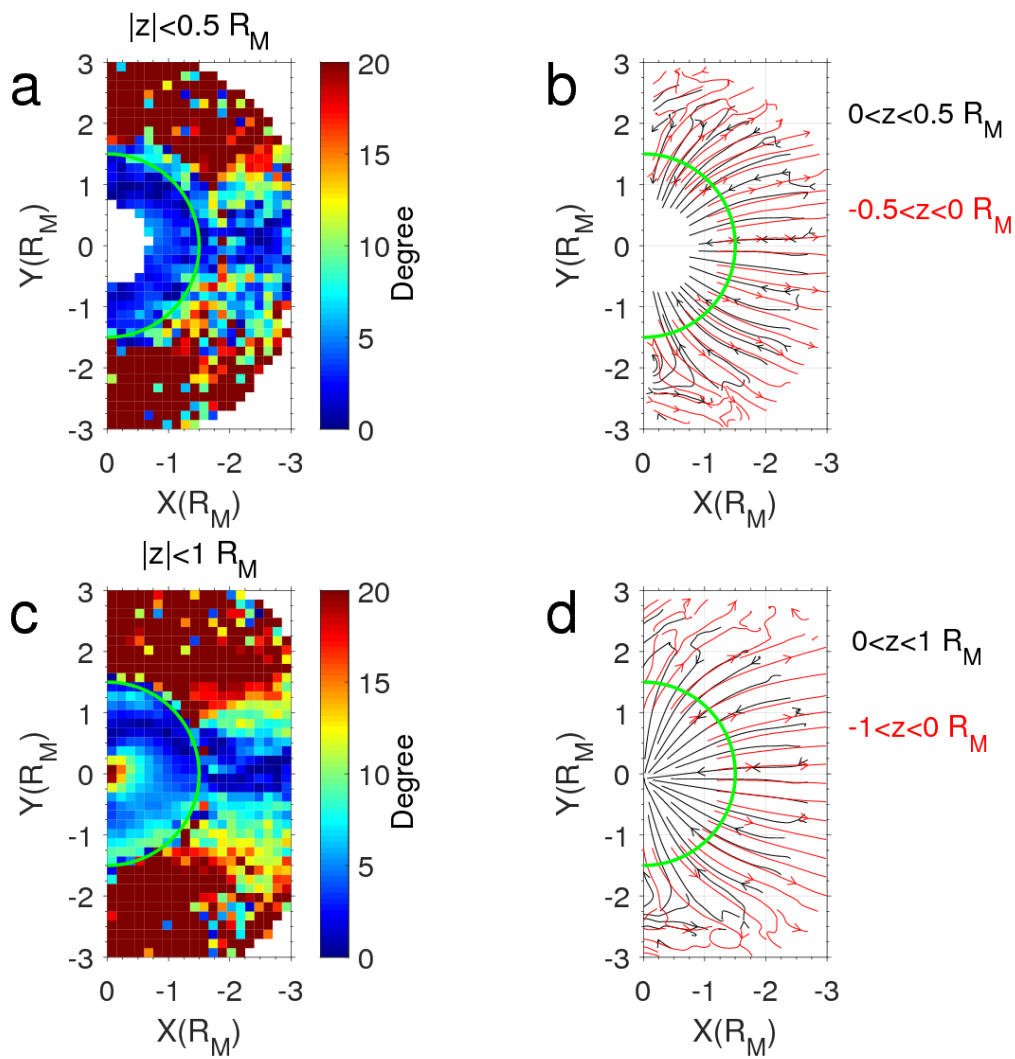 |z|<0.5 R_M
a
3
2
1
0
-1
-2
-3
Y(R_M)
0 -1 -2 -3
X(R_M)
20
15
10
5
0
Degree
b
3
2
1
0
-1
-2
-3
Y(R_M)
0 -1 -2 -3
X(R_M)
0<z<0.5 R_M
-0.5<z<0 R_M
|z|<1 R_M
c
3
2
1
0
-1
-2
-3
Y(R_M)
0 -1 -2 -3
X(R_M)
20
15
10
5
0
Degree
d
3
2
1
0
-1
-2
-3
Y(R_M)
0 -1 -2 -3
X(R_M)
0<z<1 R_M
-1<z<0 R_M